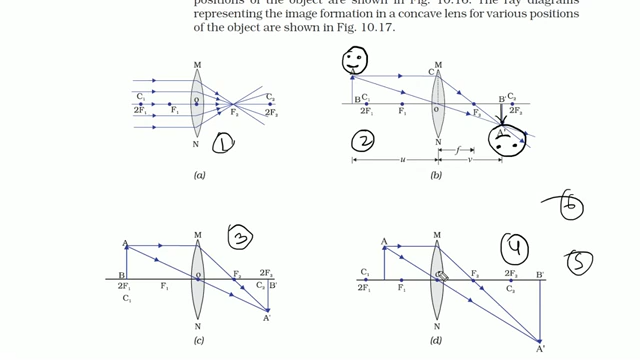 positions of the object are shown in Fig. 10.16. The ray diagrams
representing the image formation in a concave lens for various positions
of the object are shown in Fig. 10.17.
M
C₁
2F₁
F₁
O
F₂
C₂
2F₂
N
1
(a)
A
M
C
B
C₁
2F₁
F₁
O
F₂
B'
C₂
2F₂
A'
2
N
f
u
v
(b)
6
3
A
M
B
2F₁
C₁
F₁
O
F₂
2F₂
C₂
B'
A'
N
(c)
4
5
A
M
C₁
2F₁
B
F₁
O
F₂
2F₂
C₂
B'
N
A'
(d)